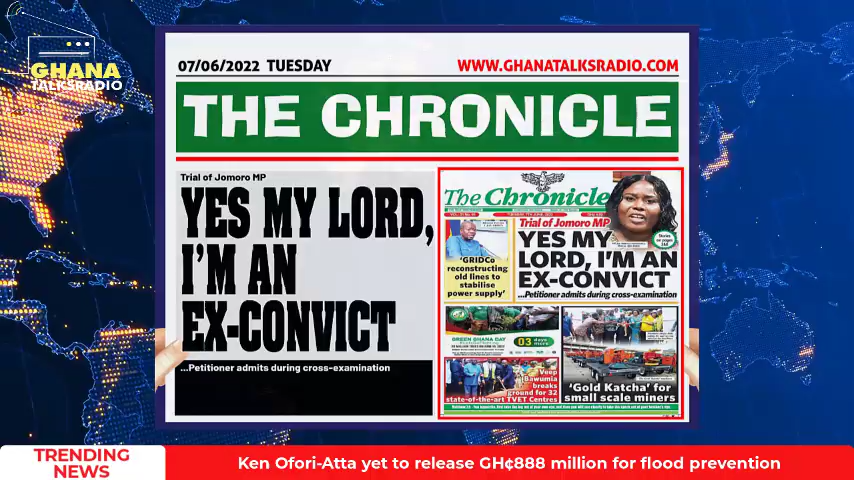 GHANA
TALKSRADIO
07/06/2022 TUESDAY
WWW.GHANATALKSRADIO.COM
THE CHRONICLE
Trial of Jomoro MP
YES MY LORD,
I'M AN
EX-CONVICT
...Petitioner admits during cross-examination
The Chronicle
Trial of Jomoro MP
YES MY
LORD, I'M AN
EX-CONVICT
...Petitioner admits during cross-examination
'GRIDCo
reconstructing
old lines to
stabilise
power supply'
GREEN GHANA DAY
03 days
more
Veep
Bawumia
breaks
ground for 32
state-of-the-art TVET Centres
'Gold Katcha' for
small scale miners
TRENDING
NEWS
Ken Ofori-Atta yet to release GH¢888 million for flood prevention